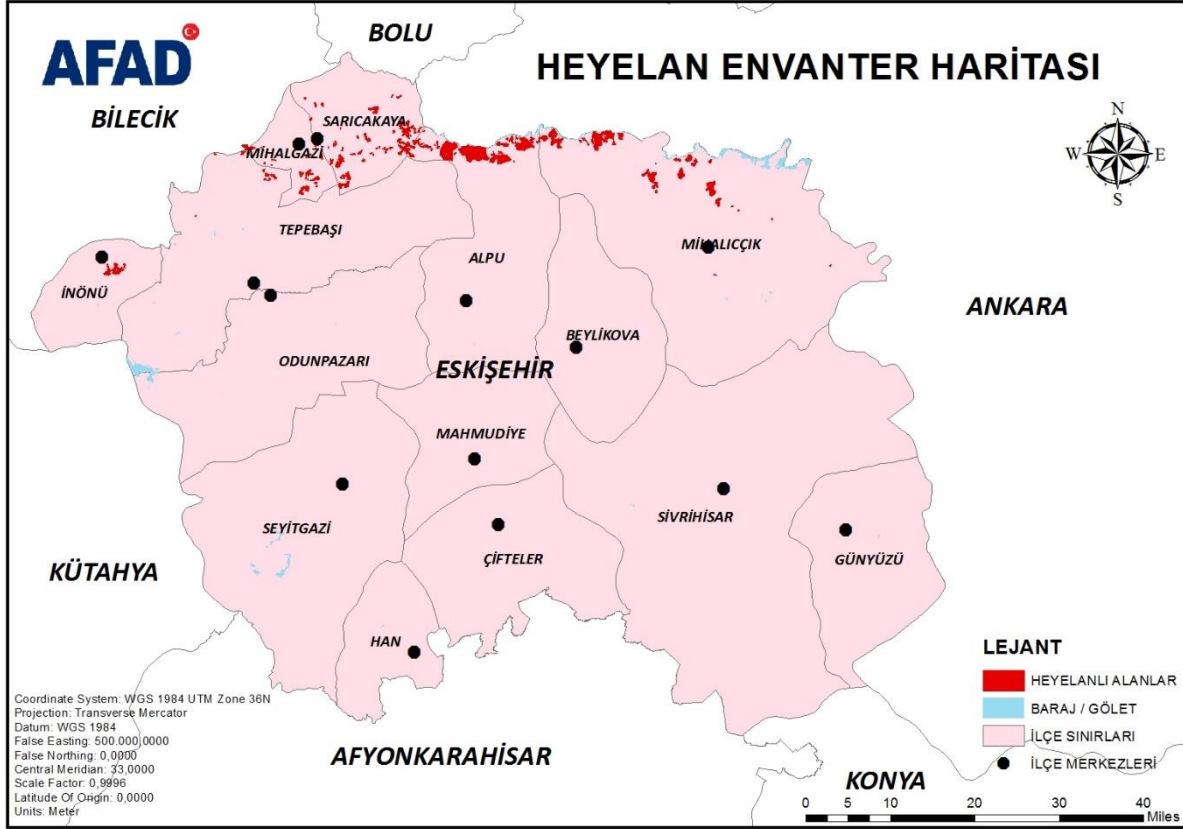 BOLU
AFAD
HEYELAN ENVANTER HARİTASI
BİLECİK
N
W E
S
SARICAKAYA
MİHALGAZİ
TEPEBAŞI
MİHALIÇÇIK
ALPU
İNÖNÜ
ANKARA
BEYLİKOVA
ODUNPAZARI
ESKİŞEHİR
MAHMUDİYE
SİVRİHİSAR
SEYİTGAZİ
ÇİFTELER
GÜNYÜZÜ
KÜTAHYA
HAN
LEJANT
HEYELANLI ALANLAR
BARAJ / GÖLET
İLÇE SINIRLARI
İLÇE MERKEZLERİ
Coordinate System: WGS 1984 UTM Zone 36N
Projection: Transverse Mercator
Datum: WGS 1984
False Easting: 500.000,0000
False Northing: 0,0000
Central Meridian: 33,0000
Scale Factor: 0,9996
Latitude Of Origin: 0,0000
Units: Meter
AFYONKARAHİSAR
KONYA
0 5 10 20 30 40
Miles